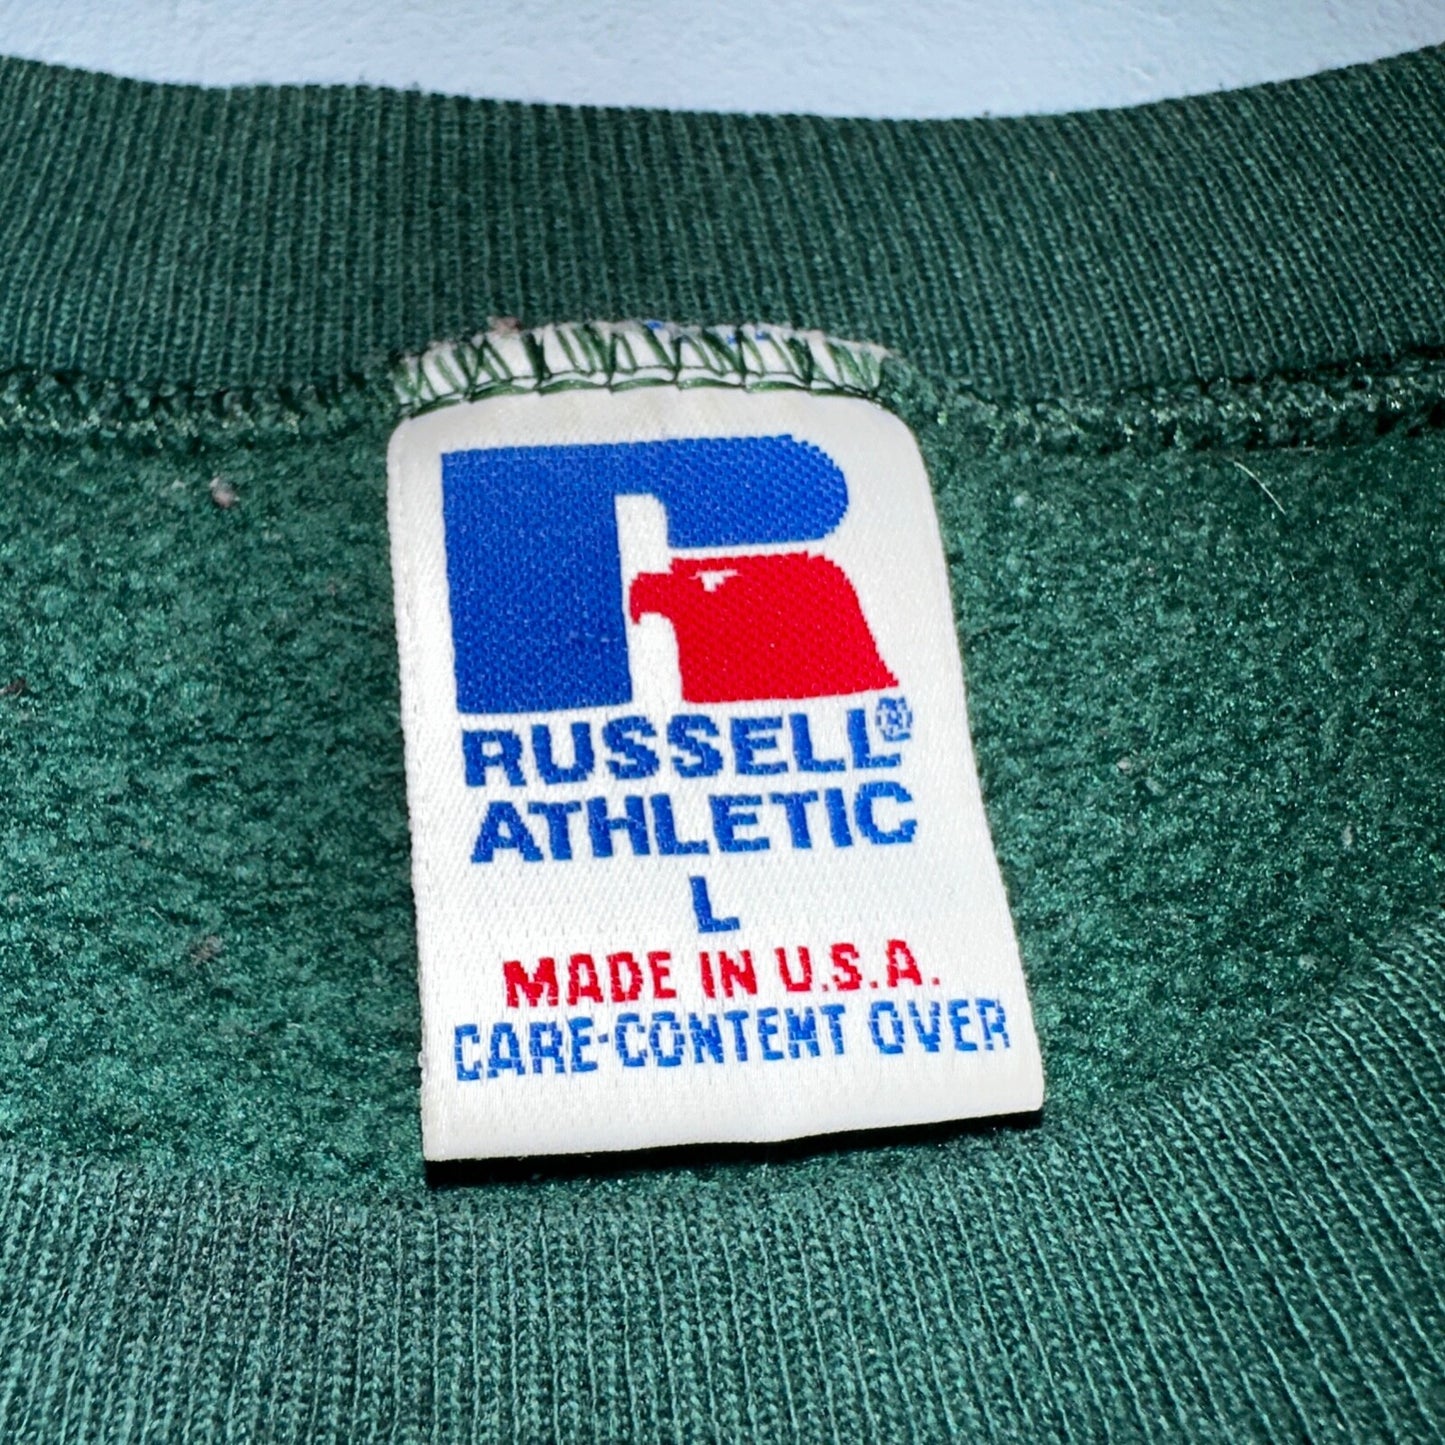 RUSSELL®
ATHLETIC
L
MADE IN U.S.A.
CARE-CONTENT OVER